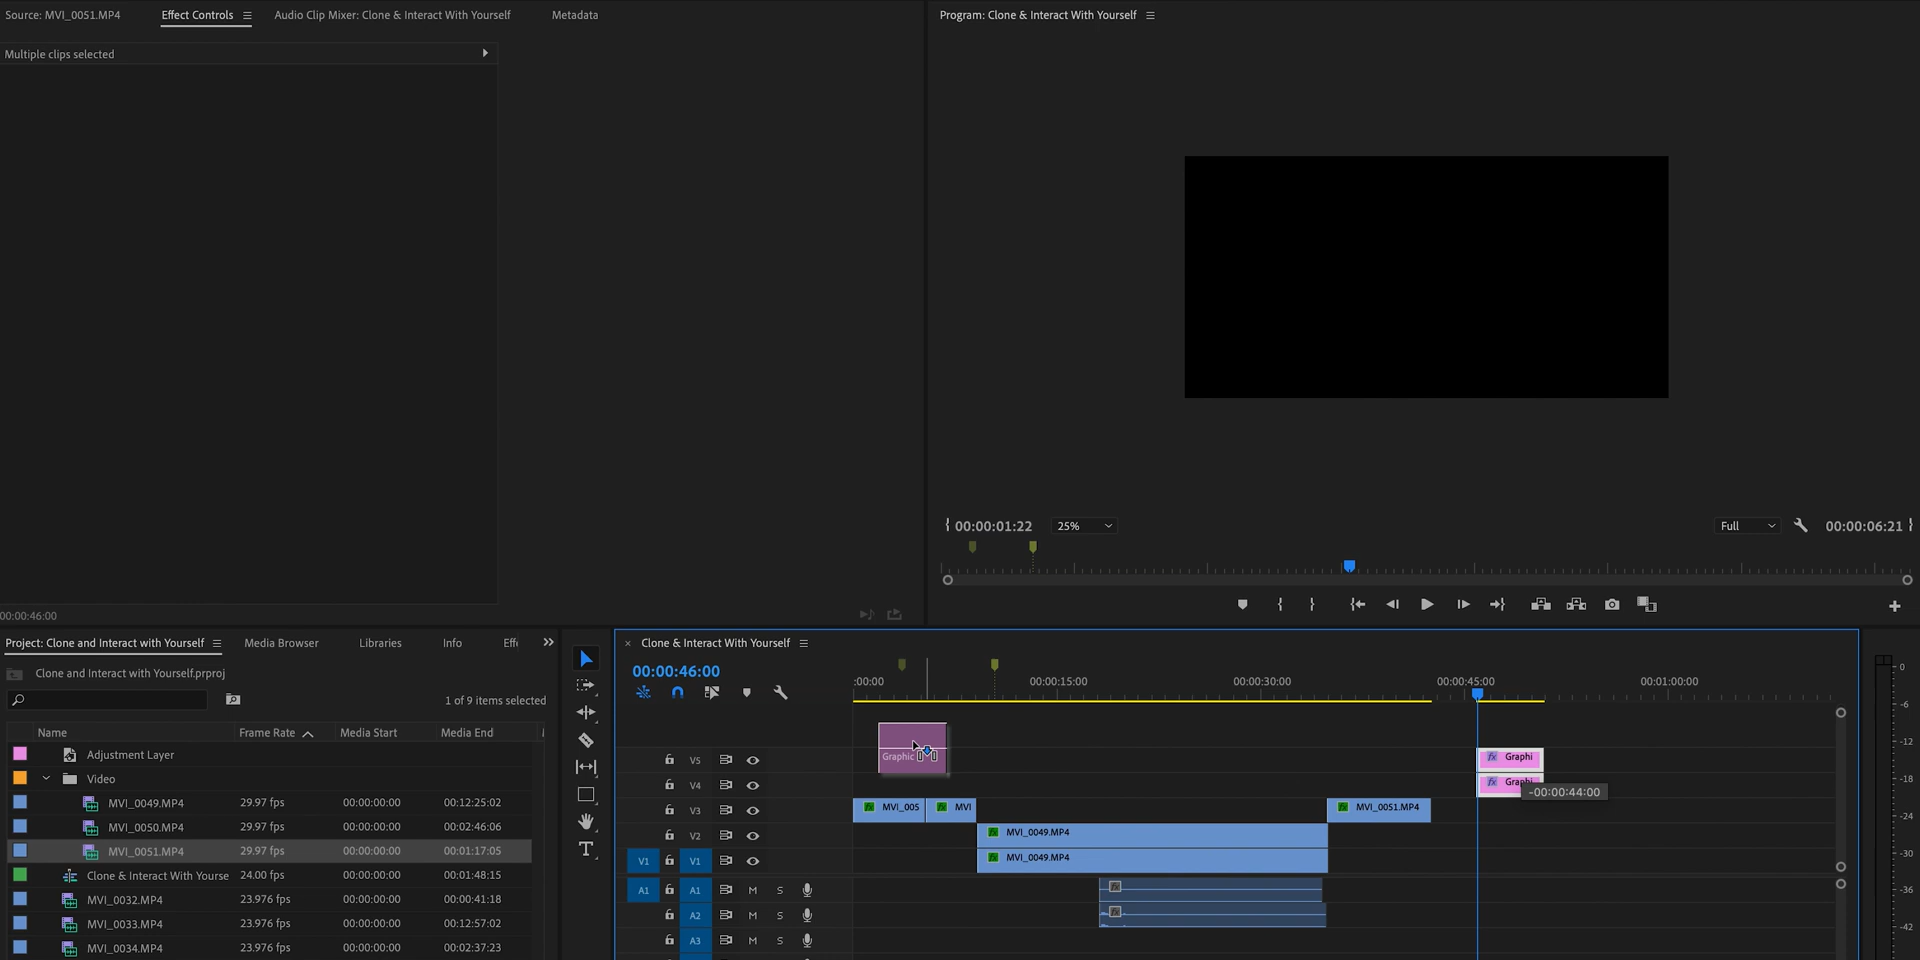 Source: MVI_0051.MP4
Effect Controls
Audio Clip Mixer: Clone & Interact With Yourself
Metadata
Program: Clone & Interact With Yourself
Multiple clips selected
00:00:01:22
25%
Full
00:00:06:21
00:00:46:00
Project: Clone and Interact with Yourself
Media Browser
Libraries
Info
Eff
Clone and Interact with Yourself.prproj
1 of 9 items selected
Name
Frame Rate
Media Start
Media End
Adjustment Layer
Video
MVI_0049.MP4 29.97 fps 00:00:00:00 00:12:25:02
MVI_0050.MP4 29.97 fps 00:00:00:00 00:02:46:06
MVI_0051.MP4 29.97 fps 00:00:00:00 00:01:17:05
Clone & Interact With Yourse 24.00 fps 00:00:00:00 00:01:48:15
MVI_0032.MP4 23.976 fps 00:00:00:00 00:00:41:18
MVI_0033.MP4 23.976 fps 00:00:00:00 00:12:57:02
MVI_0034.MP4 23.976 fps 00:00:00:00 00:02:37:23
T
Clone & Interact With Yourself
00:00:46:00
:00:00
00:00:15:00
00:00:30:00
00:00:45:00
00:01:00:00
Graphic
V5
Graphi
V4
Graphi
-00:00:44:00
V3
MVI_005
MVI
MVI_0051.MP4
V2
MVI_0049.MP4
V1
V1
MVI_0049.MP4
A1
A1
M
S
A2
M
S
A3
M
S
0
-6
-12
-18
-24
-30
-36
-42